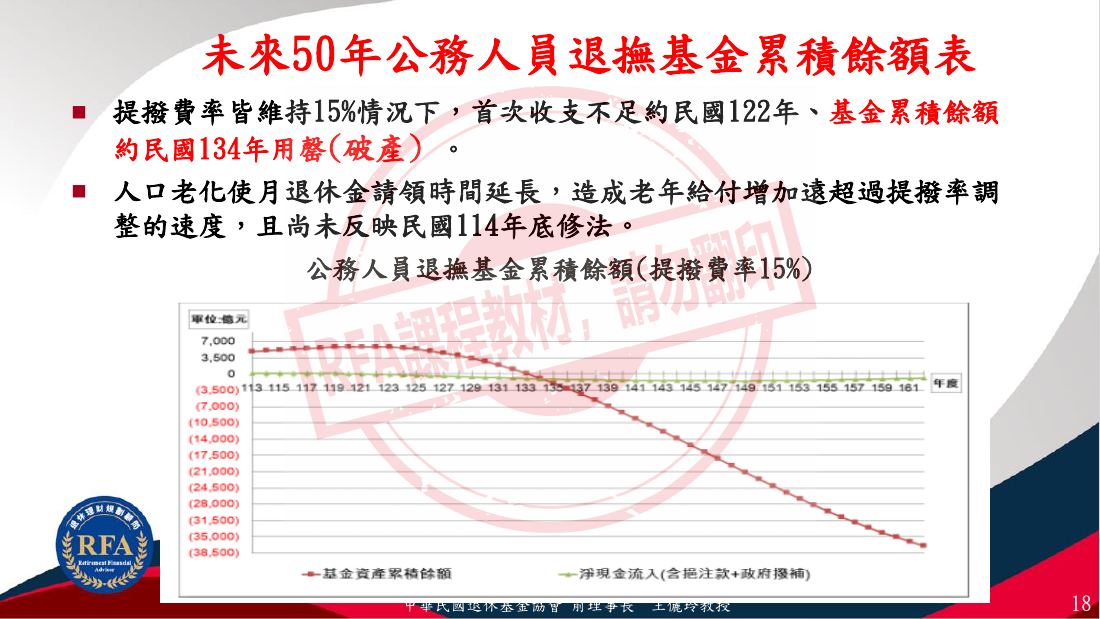 未來50年公務人員退撫基金累積餘額表
■ 提撥費率皆維持15%情況下，首次收支不足約民國122年、基金累積餘額
約民國134年用罄(破產) 。
■ 人口老化使月退休金請領時間延長，造成老年給付增加遠超過提撥率調
整的速度，且尚未反映民國114年底修法。
公務人員退撫基金累積餘額(提撥費率15%)
RFA課程教材，請勿翻印
單位:億元
7,000
3,500
0
(3,500)
113 115 117 119 121 123 125 127 129 131 133 135 137 139 141 143 145 147 149 151 153 155 157 159 161
年度
(7,000)
(10,500)
(14,000)
(17,500)
(21,000)
(24,500)
(28,000)
(31,500)
(35,000)
(38,500)
基金資產累積餘額
淨現金流入(含挹注款+政府撥補)
退休理財規劃顧問
RFA
Retirement Financial
Advisor
中華民國退休基金協會 前理事長 王儷玲教授
18